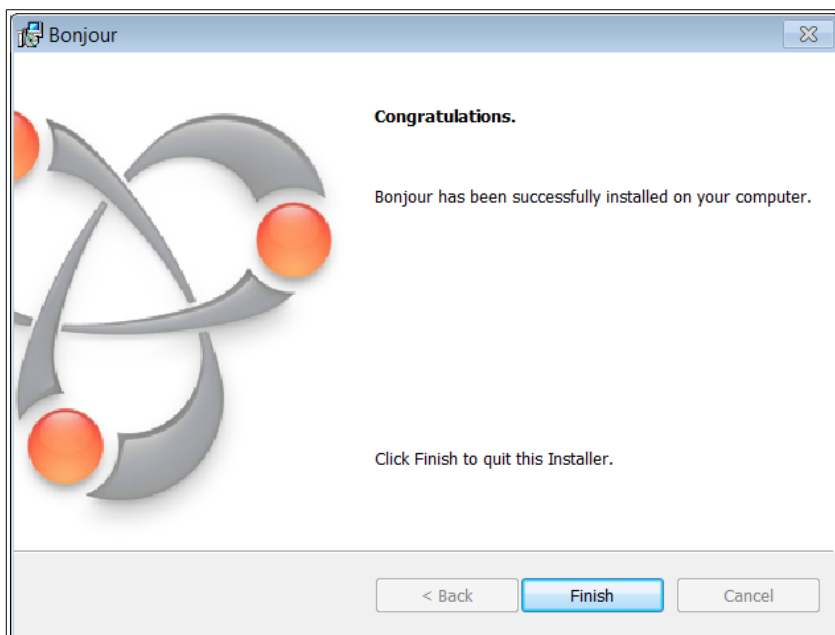 Bonjour
Congratulations.
Bonjour has been successfully installed on your computer.
Click Finish to quit this Installer.
< Back
Finish
Cancel